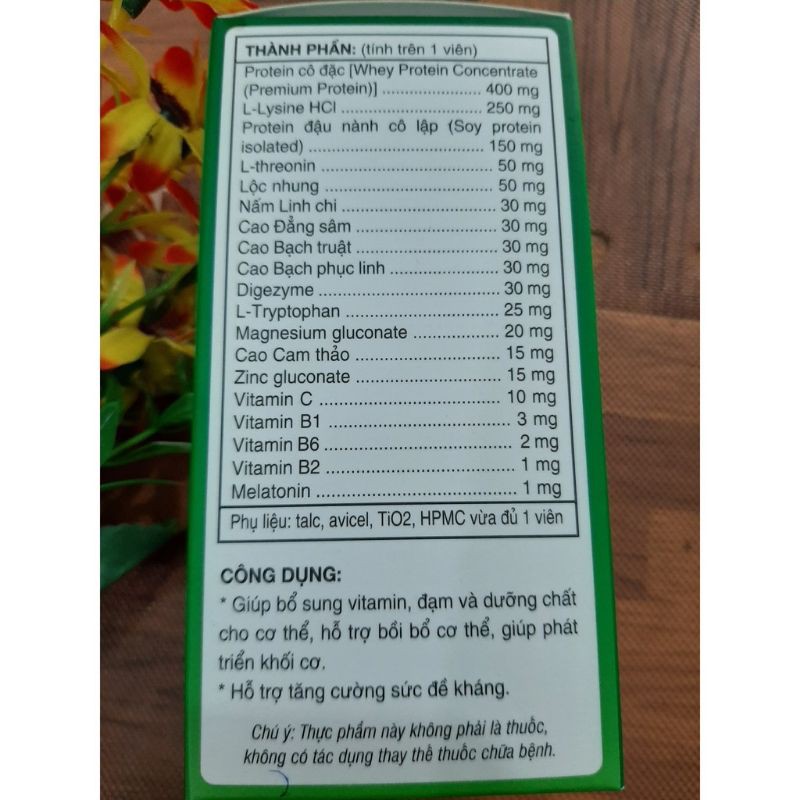 THÀNH PHẦN: (tính trên 1 viên)
Protein cô đặc [Whey Protein Concentrate
(Premium Protein)] .................... 400 mg
L-Lysine HCl ............................. 250 mg
Protein đậu nành cô lập (Soy protein
isolated) ................................... 150 mg
L-threonin .................................. 50 mg
Lộc nhung .................................. 50 mg
Nấm Linh chi .............................. 30 mg
Cao Đẳng sâm ........................... 30 mg
Cao Bạch truật ........................... 30 mg
Cao Bạch phục linh .................... 30 mg
Digezyme .................................. 30 mg
L-Tryptophan ............................. 25 mg
Magnesium gluconate ................ 20 mg
Cao Cam thảo ........................... 15 mg
Zinc gluconate ........................... 15 mg
Vitamin C ................................... 10 mg
Vitamin B1 ................................... 3 mg
Vitamin B6 ................................... 2 mg
Vitamin B2 ................................... 1 mg
Melatonin ..................................... 1 mg
Phụ liệu: talc, avicel, TiO2, HPMC vừa đủ 1 viên
CÔNG DỤNG:
* Giúp bổ sung vitamin, đạm và dưỡng chất
cho cơ thể, hỗ trợ bồi bổ cơ thể, giúp phát
triển khối cơ.
* Hỗ trợ tăng cường sức đề kháng.
Chú ý: Thực phẩm này không phải là thuốc,
không có tác dụng thay thế thuốc chữa bệnh.